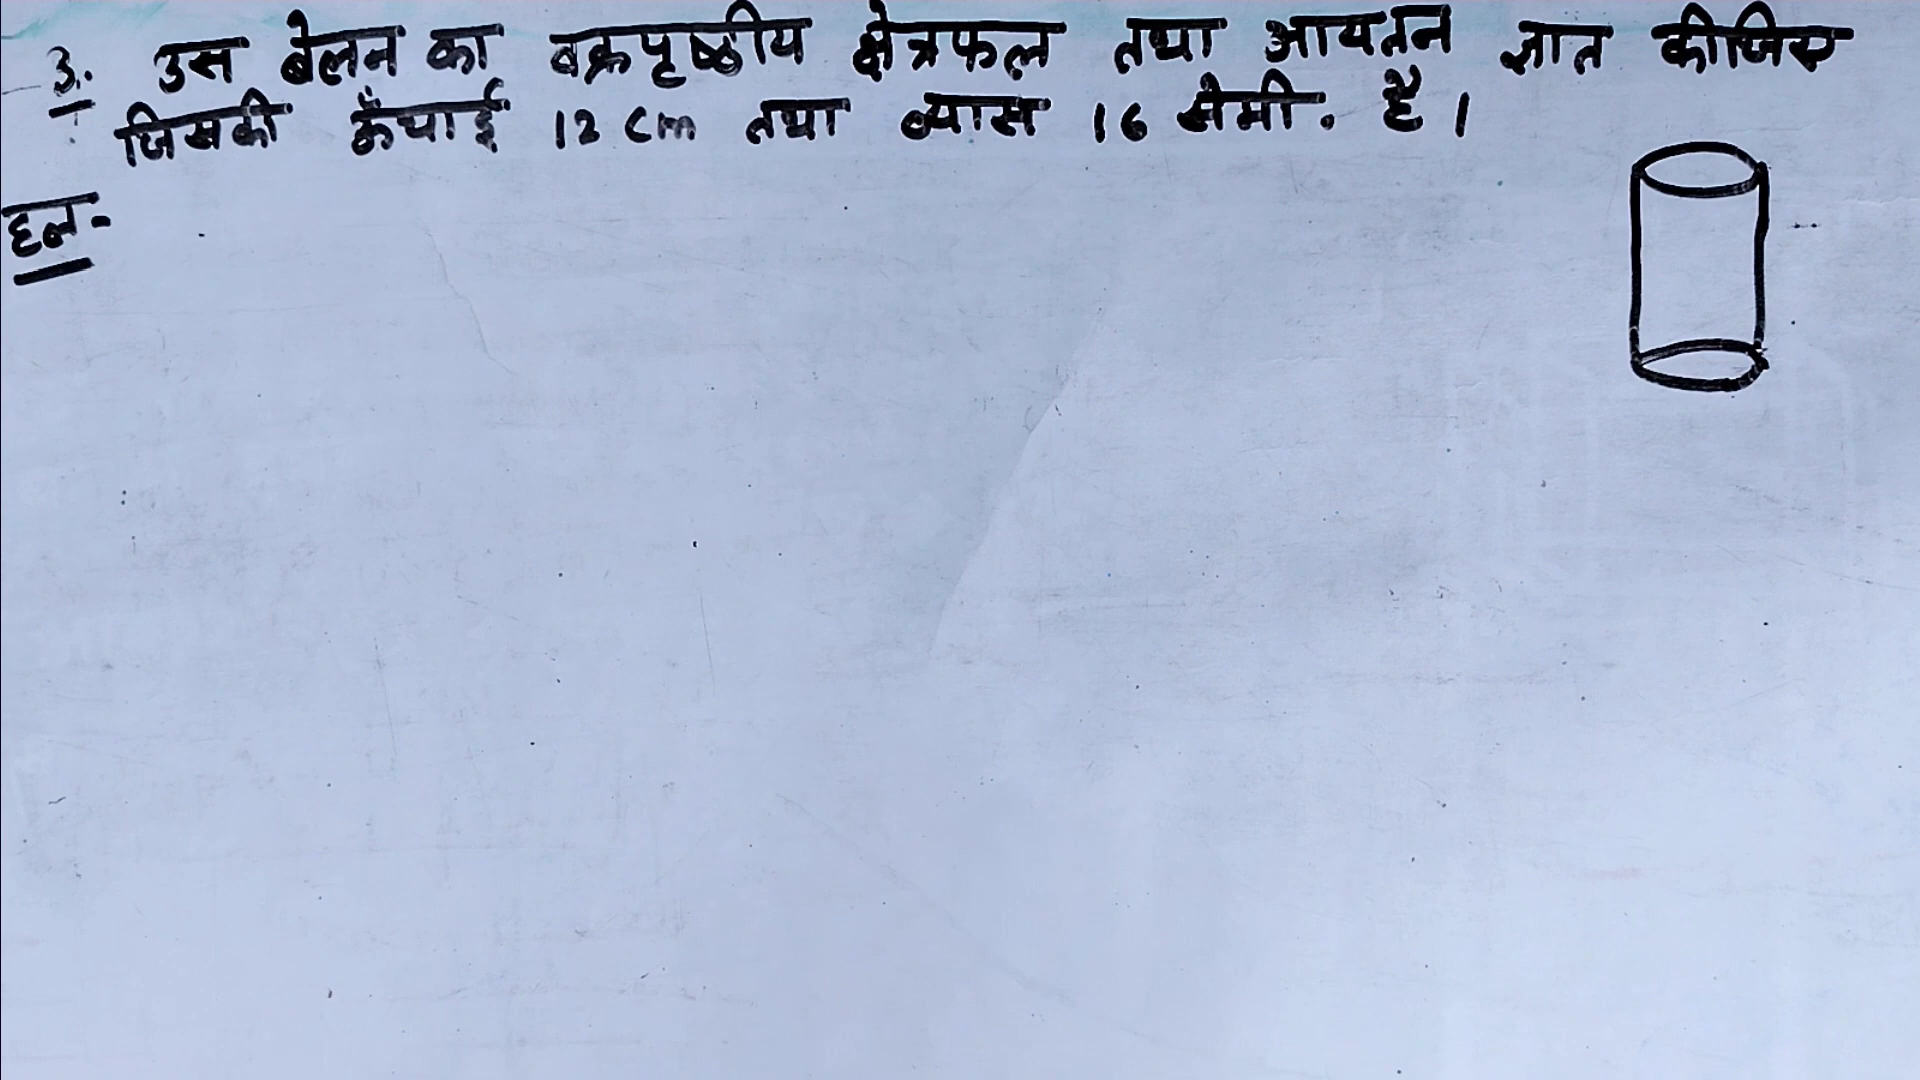 3. उस बेलन का वक्रपृष्ठीय क्षेत्रफल तथा आयतन ज्ञात कीजिए
जिसकी ऊँचाई 12 cm तथा व्यास 16 सेमी. है।
हल-